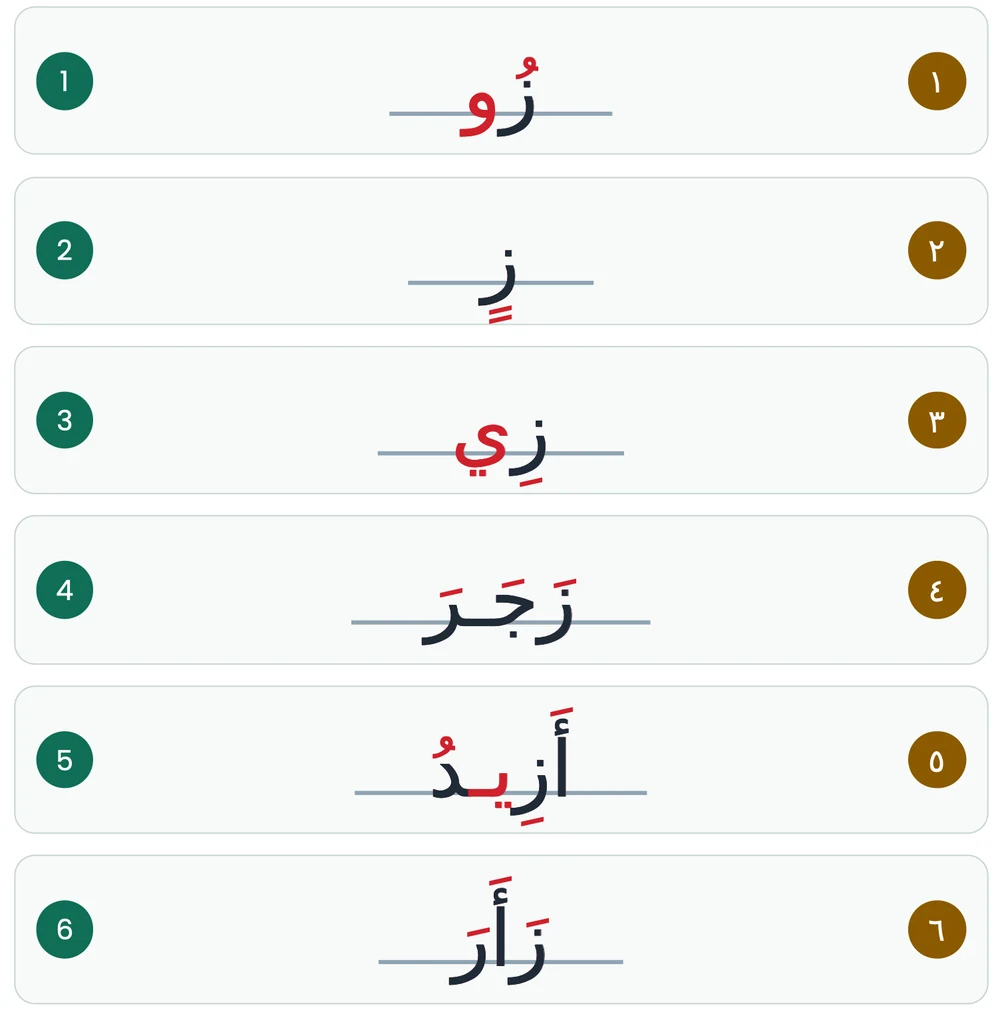 1 زُو ١
2 زٍ ٢
3 زِي ٣
4 زَجَرَ ٤
5 أَزِيدُ ٥
6 زَأَرَ ٦